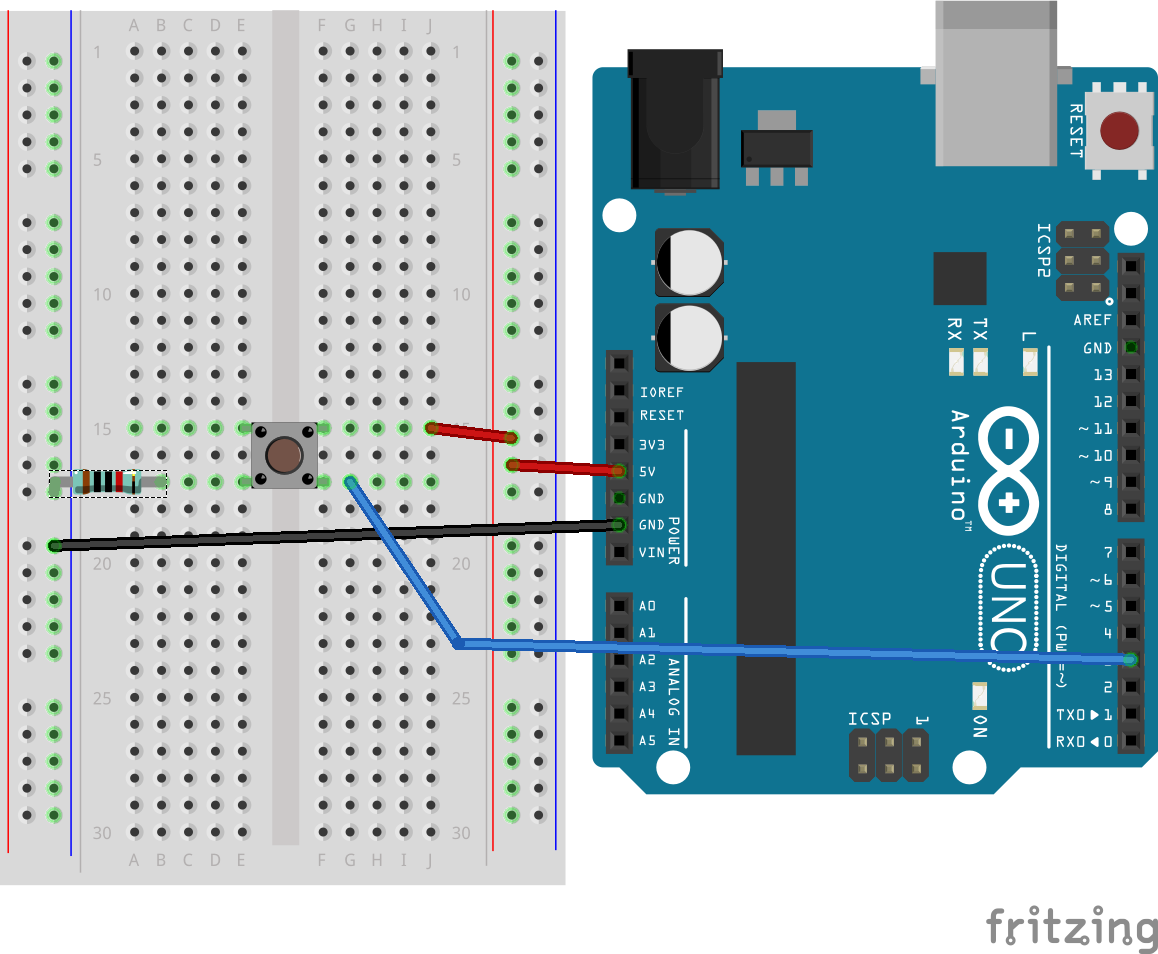 A B C D E F G H I J
1 1
5 5
10 10
15 15
20 20
25 25
30 30
A B C D E F G H I J
RESET
ICSP2
IOREF
RESET
3V3
5V
GND
GND
VIN
POWER
A0
A1
A2
A3
A4
A5
ANALOG IN
RX
TX
L
Arduino™
UNO
ON
ICSP
1
AREF
GND
13
12
~11
~10
~9
8
7
~6
~5
4
2
TX0▶1
RX0◀0
DIGITAL
fritzing